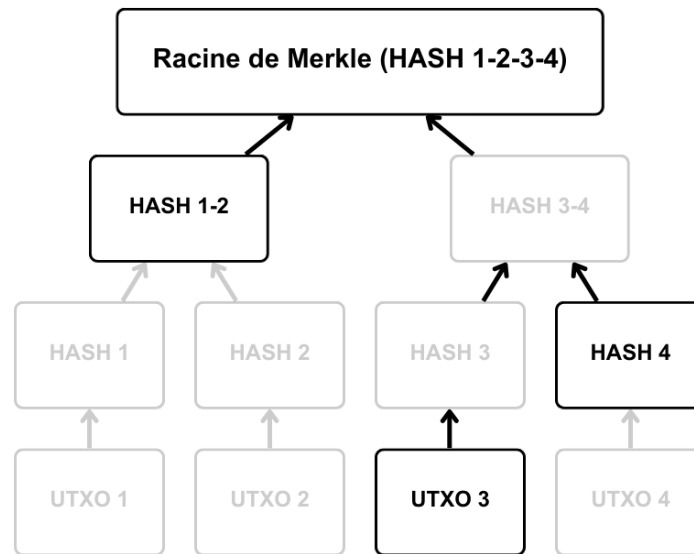 Racine de Merkle (HASH 1-2-3-4)
HASH 1-2
HASH 3-4
HASH 1
HASH 2
HASH 3
HASH 4
UTXO 1
UTXO 2
UTXO 3
UTXO 4